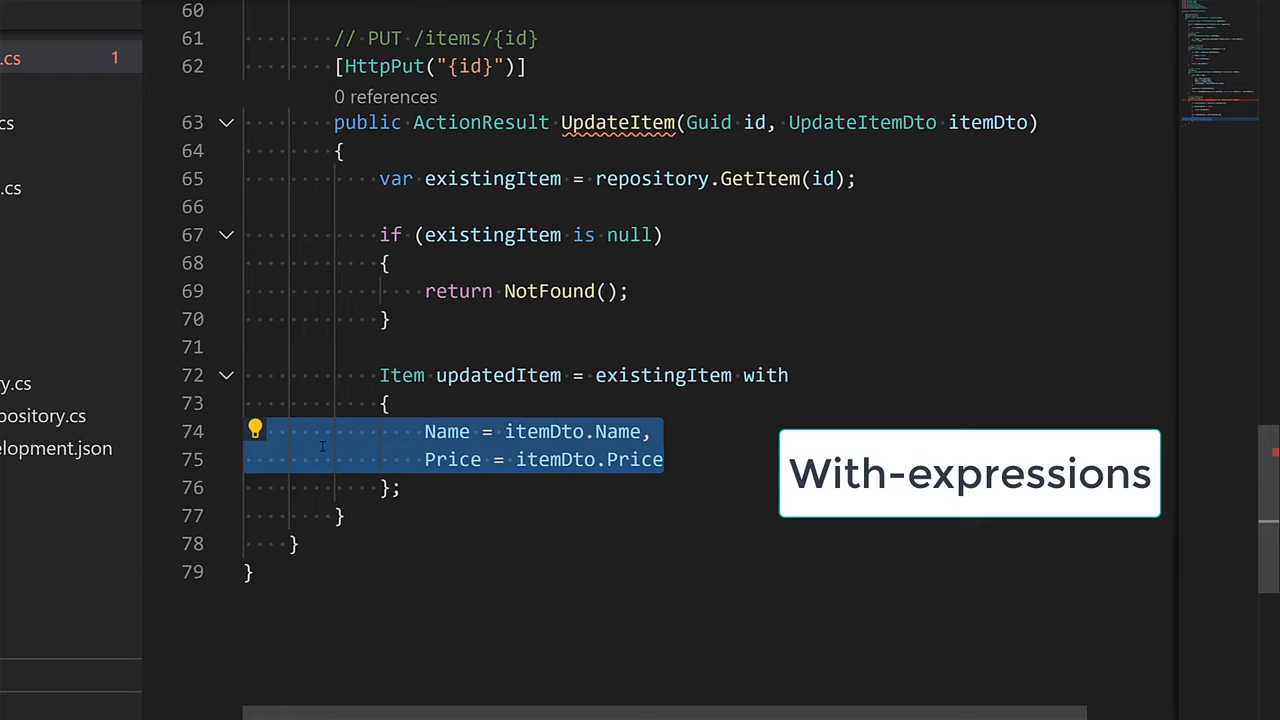 60
61 // PUT /items/{id}
.cs 1
62 [HttpPut("{id}")]
0 references
cs
63 public ActionResult UpdateItem(Guid id, UpdateItemDto itemDto)
64 {
65 var existingItem = repository.GetItem(id);
.cs
66
67 if (existingItem is null)
68 {
69 return NotFound();
70 }
71
72 Item updatedItem = existingItem with
ry.cs
73 {
pository.cs
74 Name = itemDto.Name,
elopment.json
75 Price = itemDto.Price
With-expressions
76 };
77 }
78 }
79 }